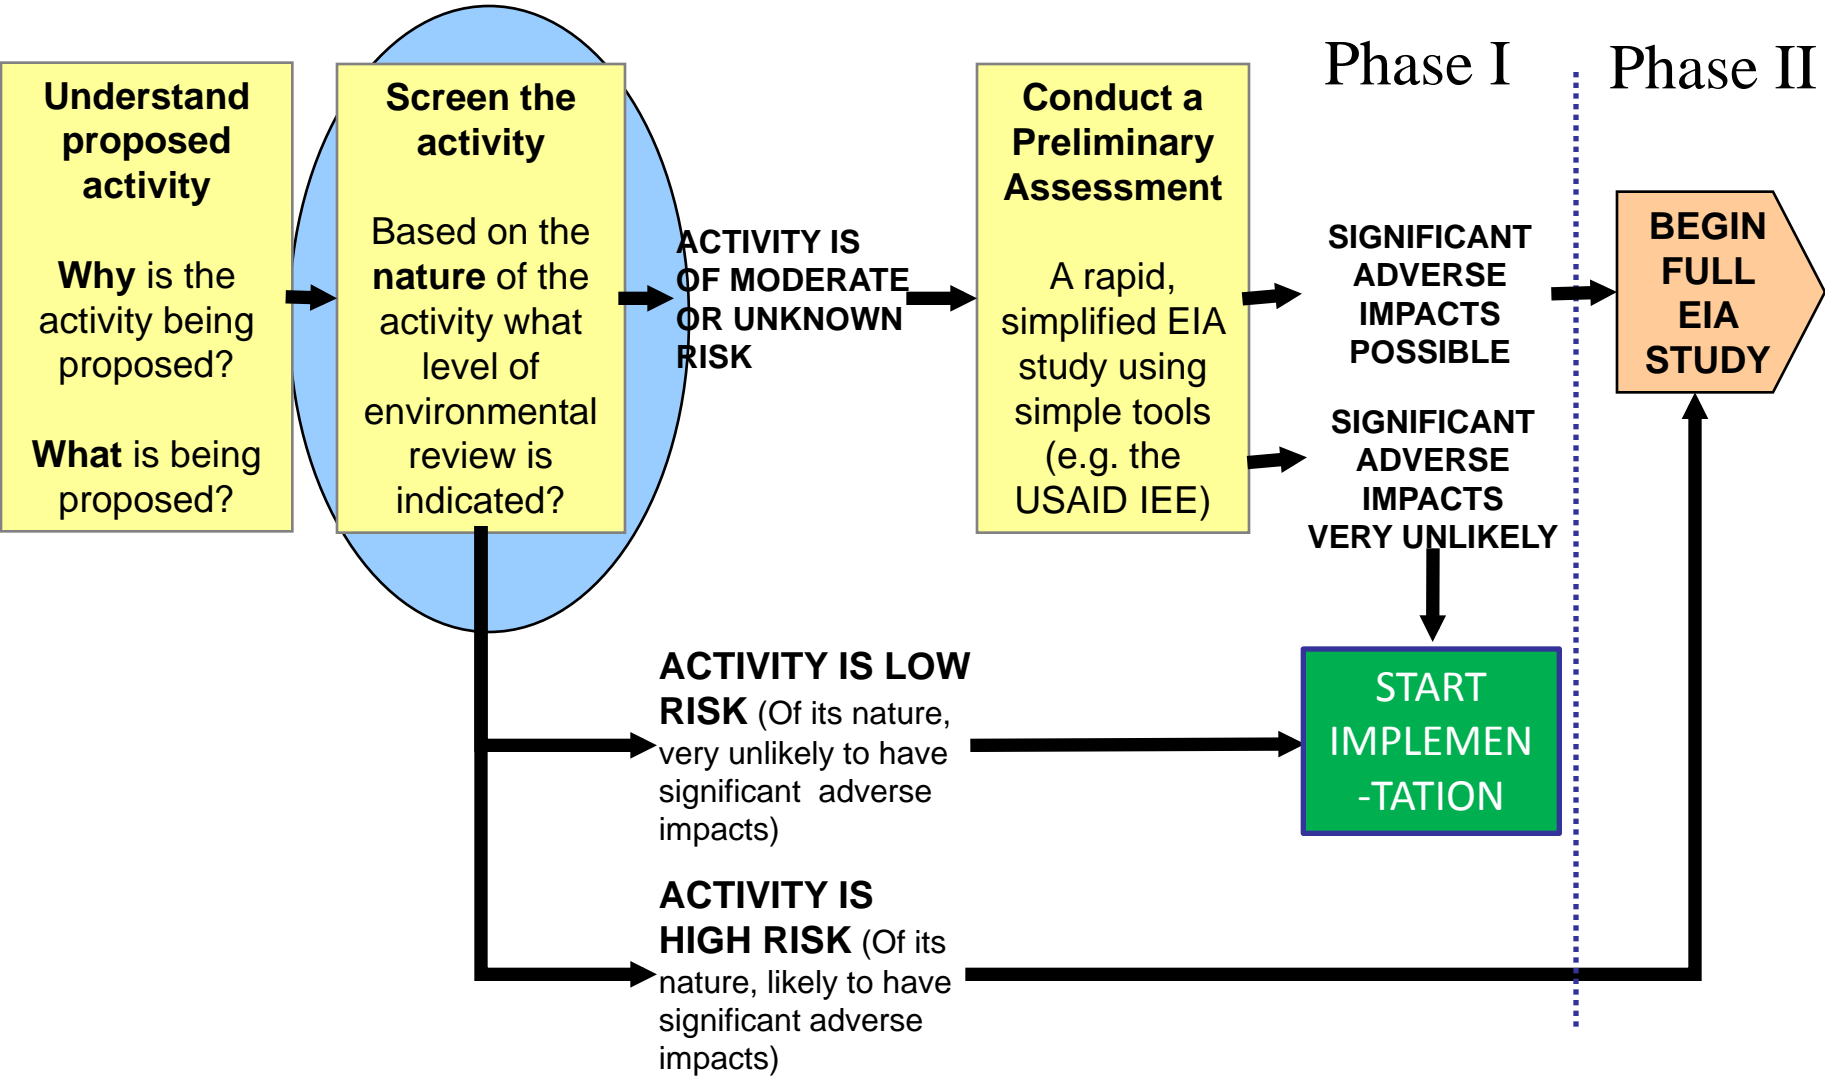 Phase I
Phase II
Understand
proposed
activity
Why is the
activity being
proposed?
What is being
proposed?
Screen the
activity
Based on the
nature of the
activity what
level of
environmental
review is
indicated?
ACTIVITY IS
OF MODERATE
OR UNKNOWN
RISK
Conduct a
Preliminary
Assessment
A rapid,
simplified EIA
study using
simple tools
(e.g. the
USAID IEE)
SIGNIFICANT
ADVERSE
IMPACTS
POSSIBLE
SIGNIFICANT
ADVERSE
IMPACTS
VERY UNLIKELY
BEGIN
FULL
EIA
STUDY
ACTIVITY IS LOW
RISK (Of its nature,
very unlikely to have
significant  adverse
impacts)
START
IMPLEMEN
-TATION
ACTIVITY IS
HIGH RISK (Of its
nature, likely to have
significant adverse
impacts)